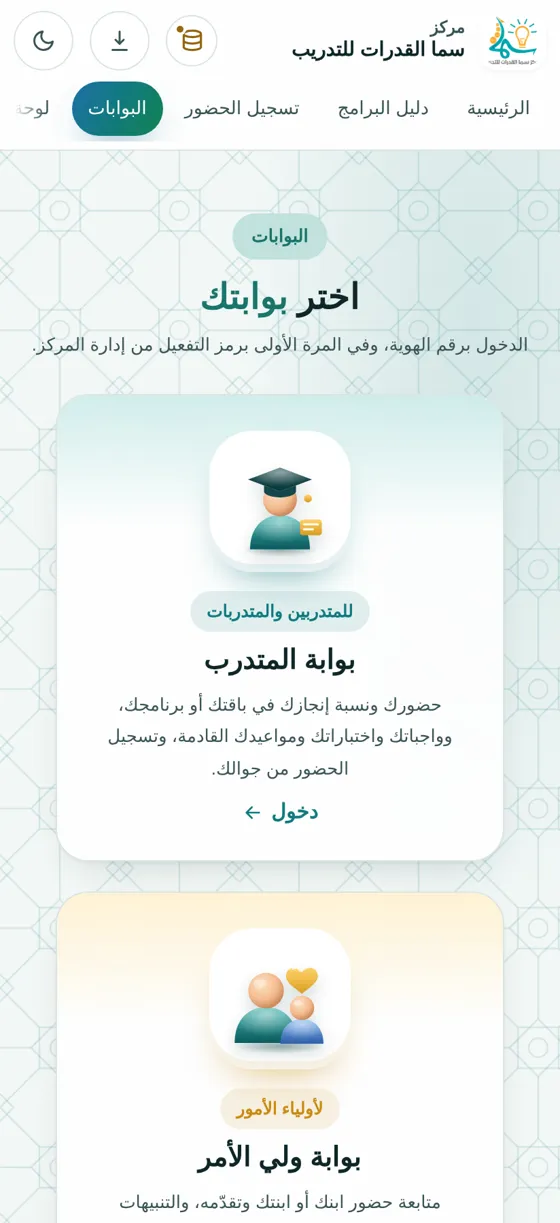 مركز
سما القدرات للتدريب
الرئيسية
دليل البرامج
تسجيل الحضور
البوابات
البوابات
اختر بوابتك
الدخول برقم الهوية، وفي المرة الأولى برمز التفعيل من إدارة المركز.
للمتدربين والمتدربات
بوابة المتدرب
حضورك ونسبة إنجازك في باقتك أو برنامجك،
وواجباتك واختباراتك ومواعيدك القادمة، وتسجيل
الحضور من جوالك.
دخول ←
لأولياء الأمور
بوابة ولي الأمر
متابعة حضور ابنك أو ابنتك وتقدّمه، والتنبيهات